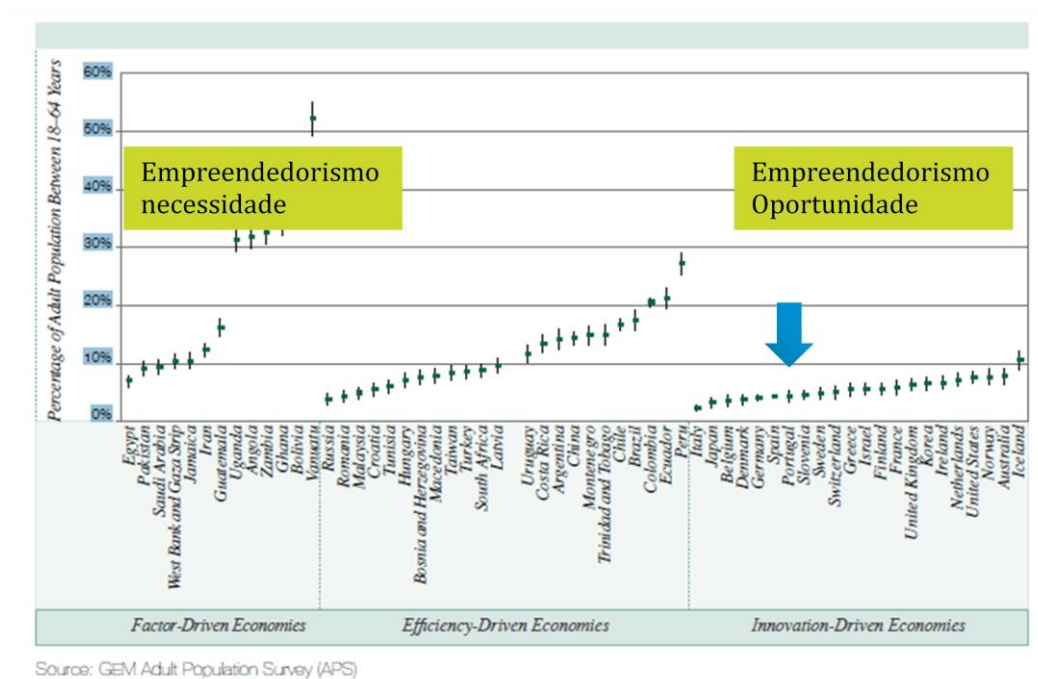 Percentage of Adult Population Between 18–64 Years
60%
50%
40%
30%
20%
10%
0%
Empreendedorismo
necessidade
Empreendedorismo
Oportunidade
Egypt
Pakistan
Saudi Arabia
West Bank and Gaza Strip
Jamaica
Iran
Guatemala
Uganda
Angola
Zambia
Ghana
Bolivia
Vanuatu
Russia
Romania
Malaysia
Croatia
Tunisia
Hungary
Bosnia and Herzegovina
Macedonia
Taiwan
Turkey
South Africa
Latvia
Uruguay
Costa Rica
Argentina
China
Montenegro
Trinidad and Tobago
Chile
Brazil
Colombia
Ecuador
Peru
Italy
Japan
Belgium
Denmark
Germany
Spain
Portugal
Slovenia
Sweden
Switzerland
Greece
Israel
Finland
France
United Kingdom
Korea
Ireland
Netherlands
United States
Norway
Australia
Iceland
Factor-Driven Economies
Efficiency-Driven Economies
Innovation-Driven Economies
Source: GEM Adult Population Survey (APS)